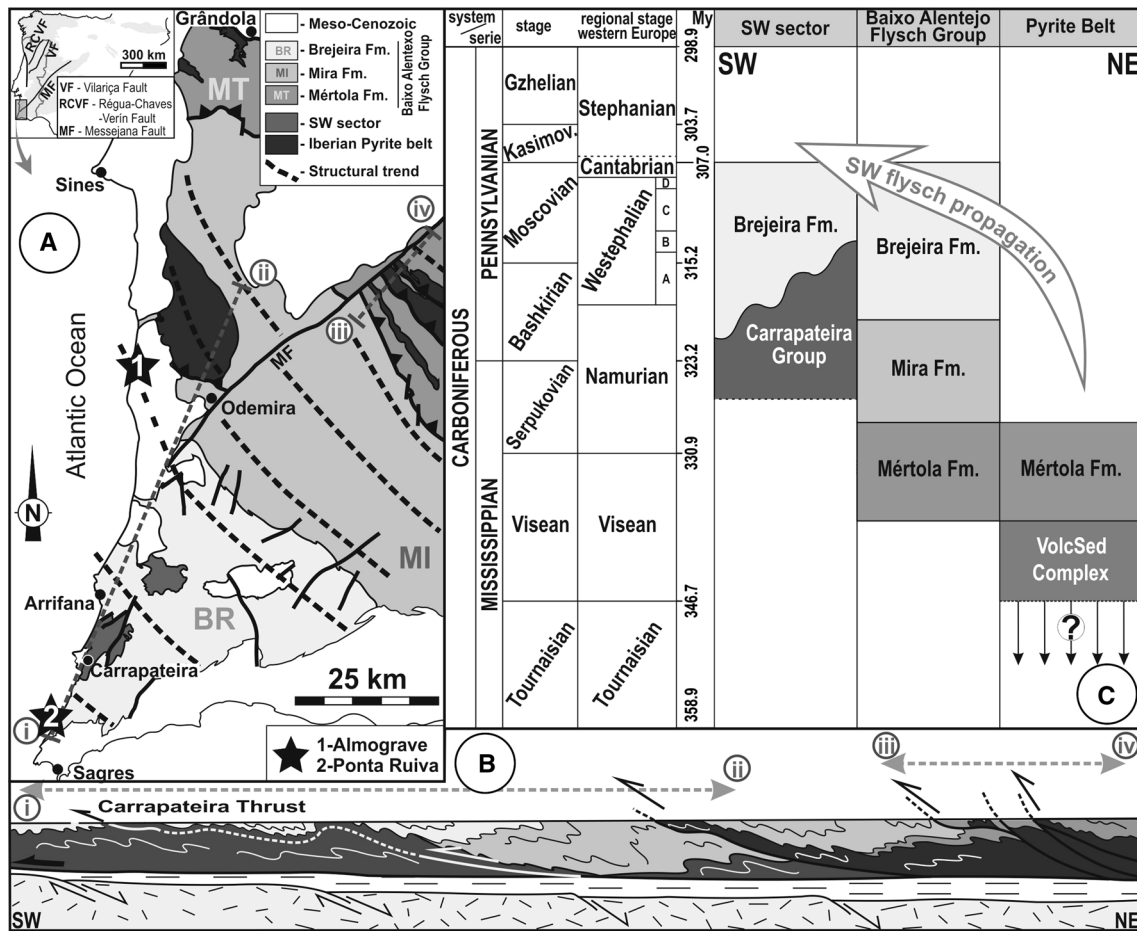 RCVF
VF
MF
300 km
VF - Vilariça Fault
RCVF - Régua-Chaves
-Verín Fault
MF - Messejana Fault
Grândola
- Meso-Cenozoic
BR - Brejeira Fm.
MI - Mira Fm.
MT - Mértola Fm.
Baixo Alentexo
Flysch Group
- SW sector
- Iberian Pyrite belt
- Structural trend
MT
Sines
A
iv
ii
iii
MF
1
Odemira
Atlantic Ocean
N
MI
Arrifana
BR
Carrapateira
25 km
2
i
Sagres
1-Almograve
2-Ponta Ruiva
system
serie
stage
regional stage
western Europe
My
SW sector
Baixo Alentejo
Flysch Group
Pyrite Belt
298.9
SW
NE
Gzhelian
Stephanian
303.7
Kasimov.
307.0
Cantabrian
PENNSYLVANIAN
Moscovian
Westephalian
D
C
B
A
315.2
Bashkirian
323.2
CARBONIFEROUS
Namurian
Serpukovian
330.9
MISSISSIPPIAN
Visean
Visean
346.7
Tournaisian
Tournaisian
358.9
SW flysch propagation
Brejeira Fm.
Brejeira Fm.
Carrapateira
Group
Mira Fm.
Mértola Fm.
Mértola Fm.
VolcSed
Complex
?
C
B
i
ii
iii
iv
Carrapateira Thrust
SW
NE